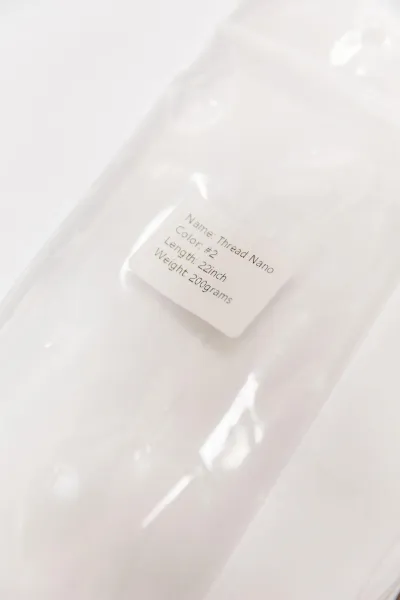 Name: Thread Nano
Color: #2
Length: 22inch
Weight: 200grams